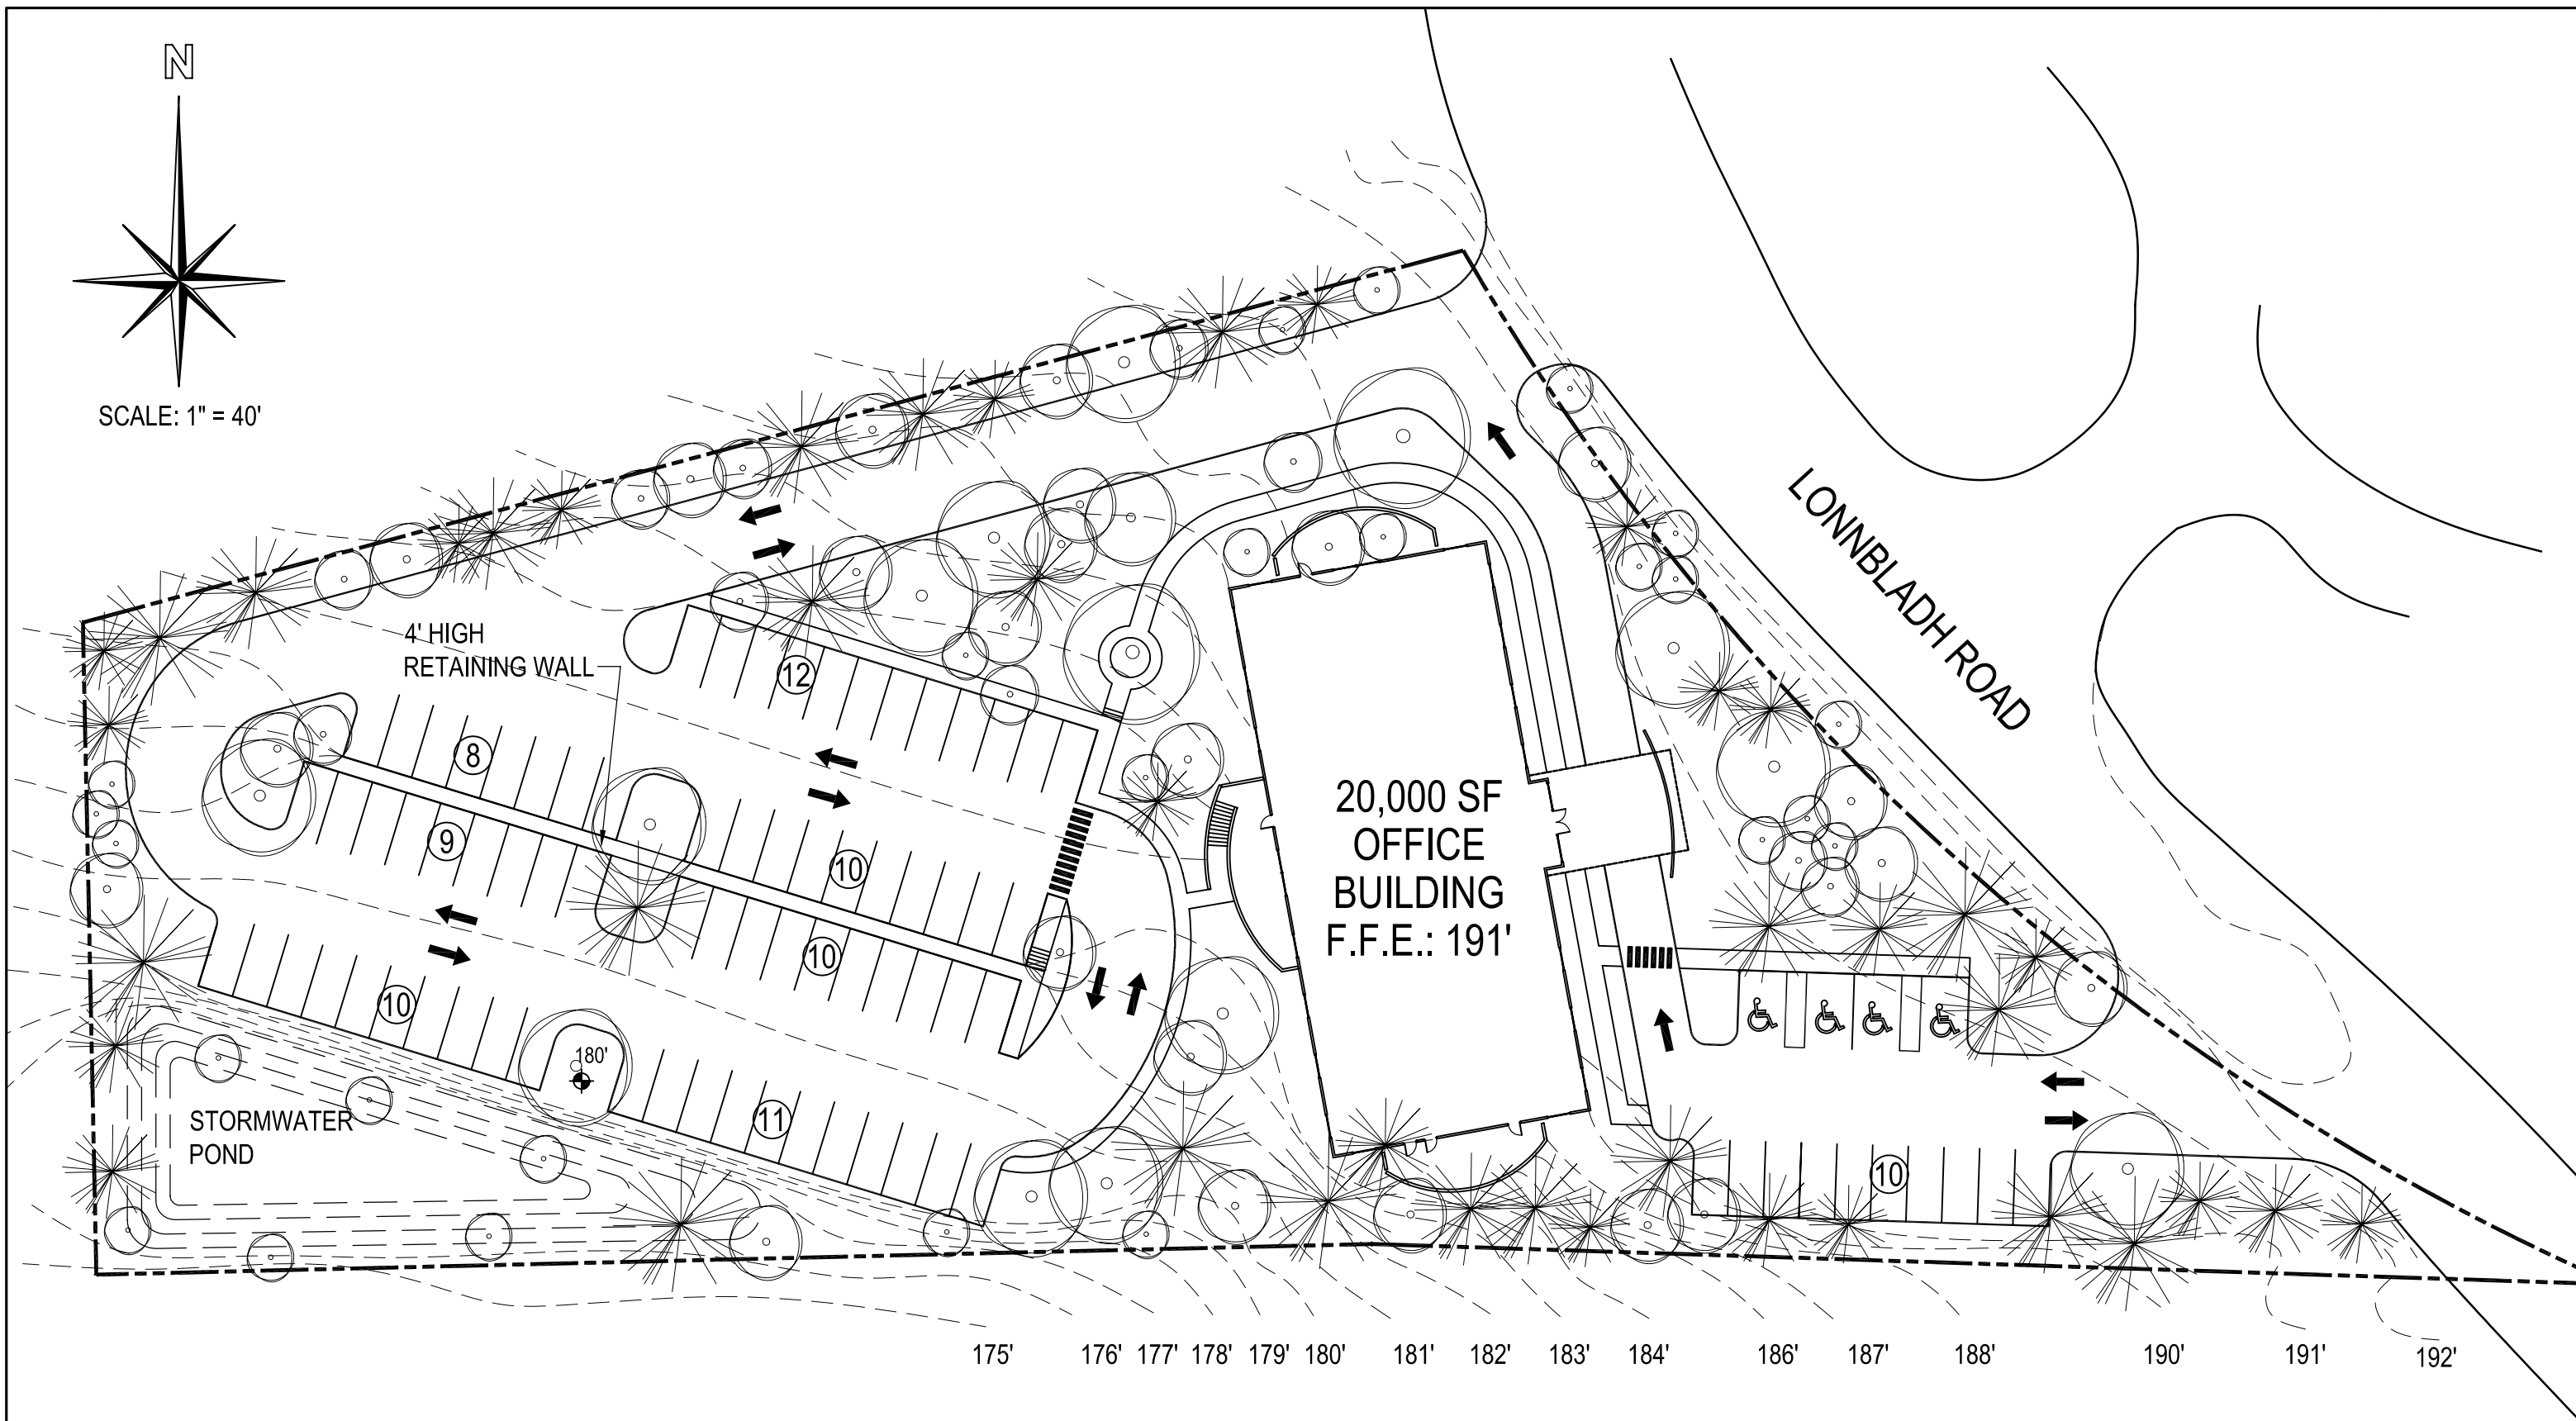 N
SCALE: 1" = 40'
LONNBLADH ROAD
4' HIGH
RETAINING WALL
12
8
9
10
10
10
11
20,000 SF
OFFICE
BUILDING
F.F.E.: 191'
180'
STORMWATER
POND
10
175' 176' 177' 178' 179' 180' 181' 182' 183' 184' 186' 187' 188' 190' 191' 192'